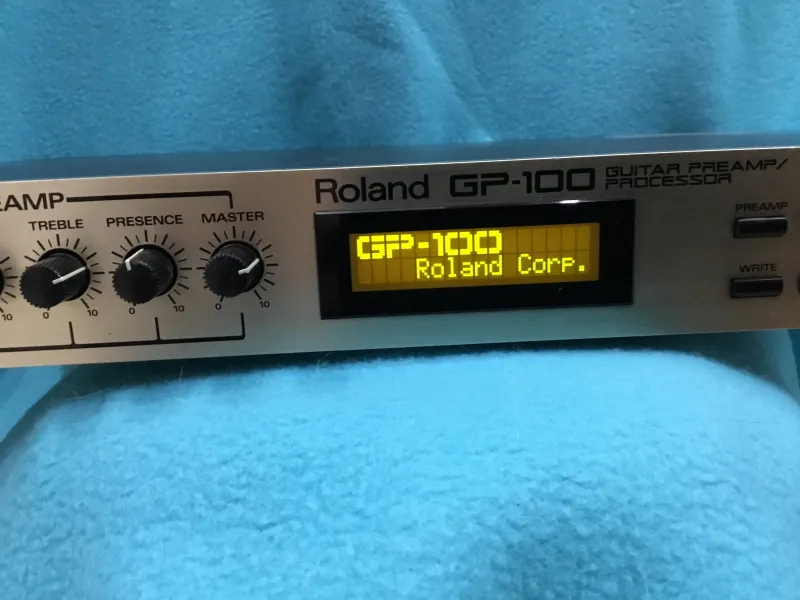 EAMP
TREBLE PRESENCE MASTER
10 0 10 0 10 0 10
Roland GP-100 GUITAR PREAMP/
PROCESSOR
GP-100
Roland Corp.
PREAMP
WRITE